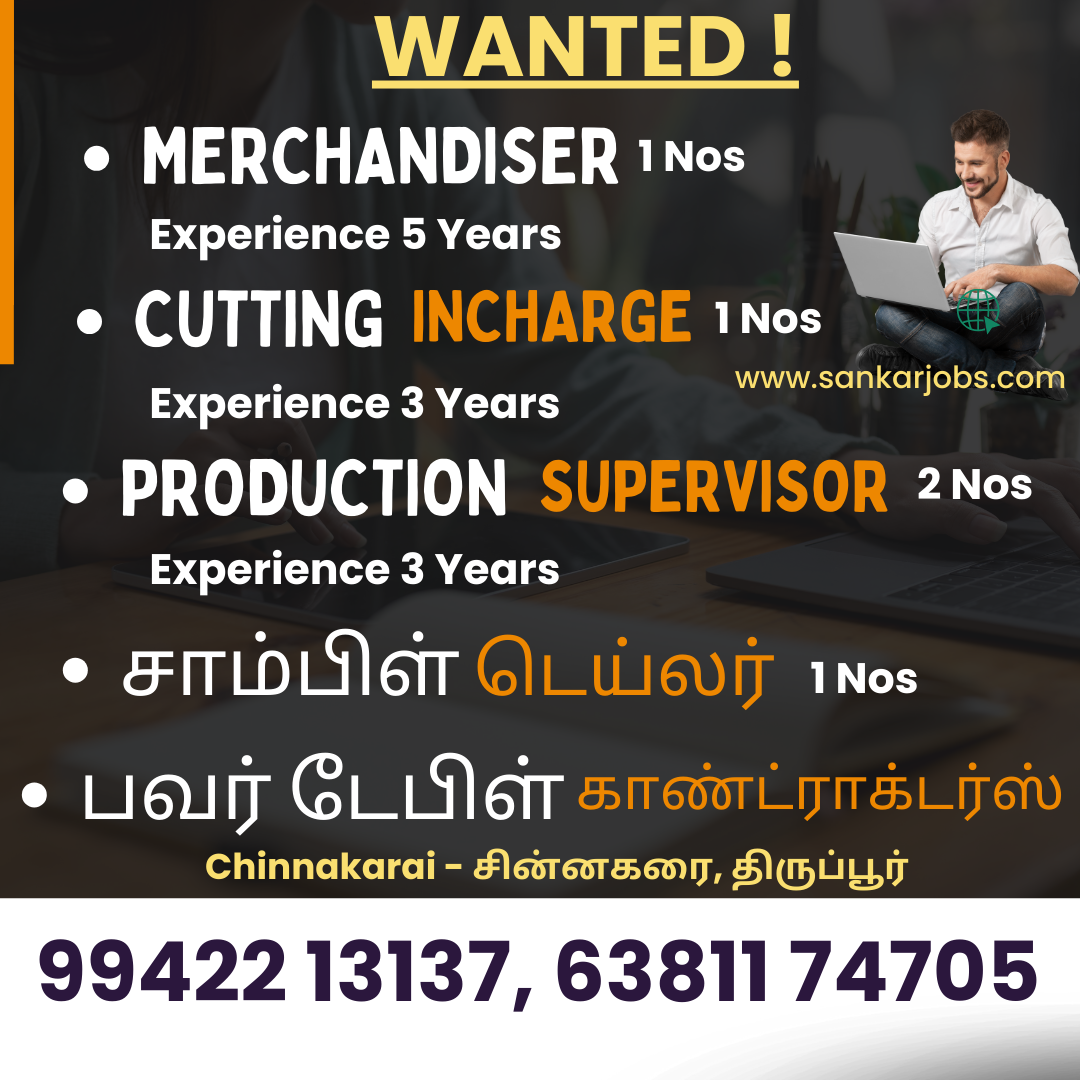 WANTED !
• MERCHANDISER 1 Nos
Experience 5 Years
• CUTTING INCHARGE 1 Nos
www.sankarjobs.com
Experience 3 Years
• PRODUCTION SUPERVISOR 2 Nos
Experience 3 Years
• சாம்பிள் டெய்லர் 1 Nos
• பவர் டேபிள் காண்ட்ராக்டர்ஸ்
Chinnakarai - சின்னகரை, திருப்பூர்
99422 13137, 63811 74705